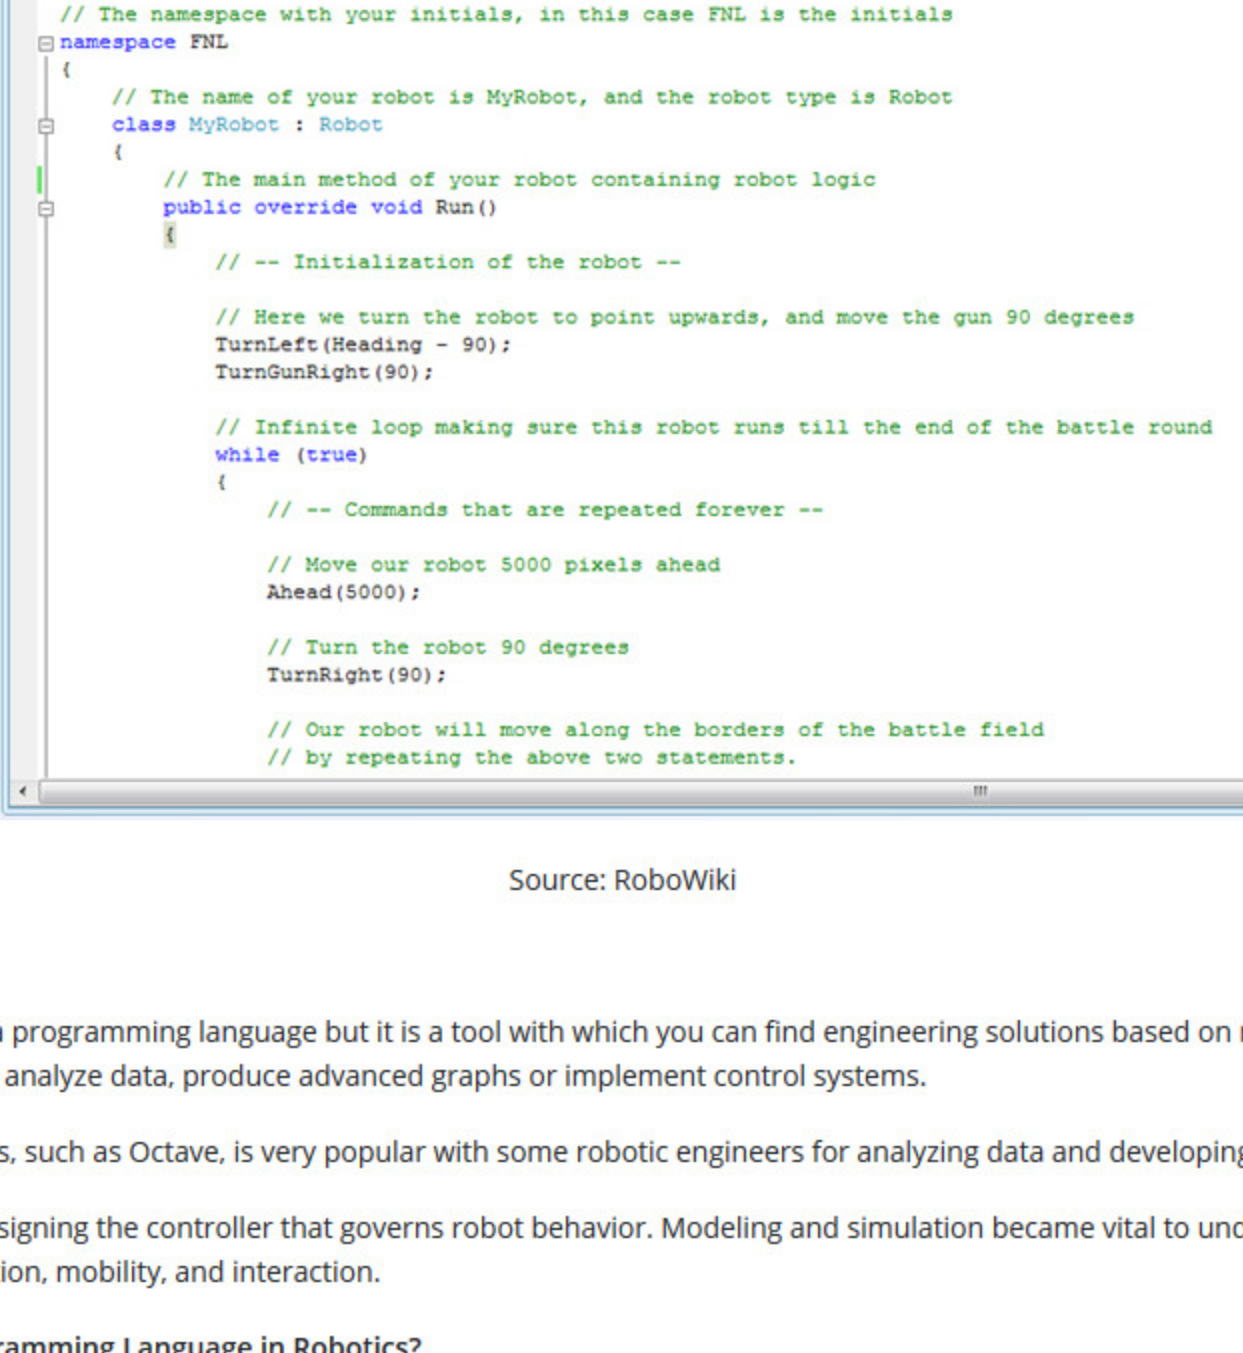 // The namespace with your initials, in this case FNL is the initials
namespace FNL
{
// The name of your robot is MyRobot, and the robot type is Robot
class MyRobot : Robot
{
// The main method of your robot containing robot logic
public override void Run()
{
// -- Initialization of the robot --
// Here we turn the robot to point upwards, and move the gun 90 degrees
TurnLeft(Heading - 90);
TurnGunRight(90);
// Infinite loop making sure this robot runs till the end of the battle round
while (true)
{
// -- Commands that are repeated forever --
// Move our robot 5000 pixels ahead
Ahead(5000);
// Turn the robot 90 degrees
TurnRight(90);
// Our robot will move along the borders of the battle field
// by repeating the above two statements.
Source: RoboWiki
programming language but it is a tool with which you can find engineering solutions based on
analyze data, produce advanced graphs or implement control systems.
s, such as Octave, is very popular with some robotic engineers for analyzing data and developing
signing the controller that governs robot behavior. Modeling and simulation became vital to und
tion, mobility, and interaction.
ramming Language in Robotics?